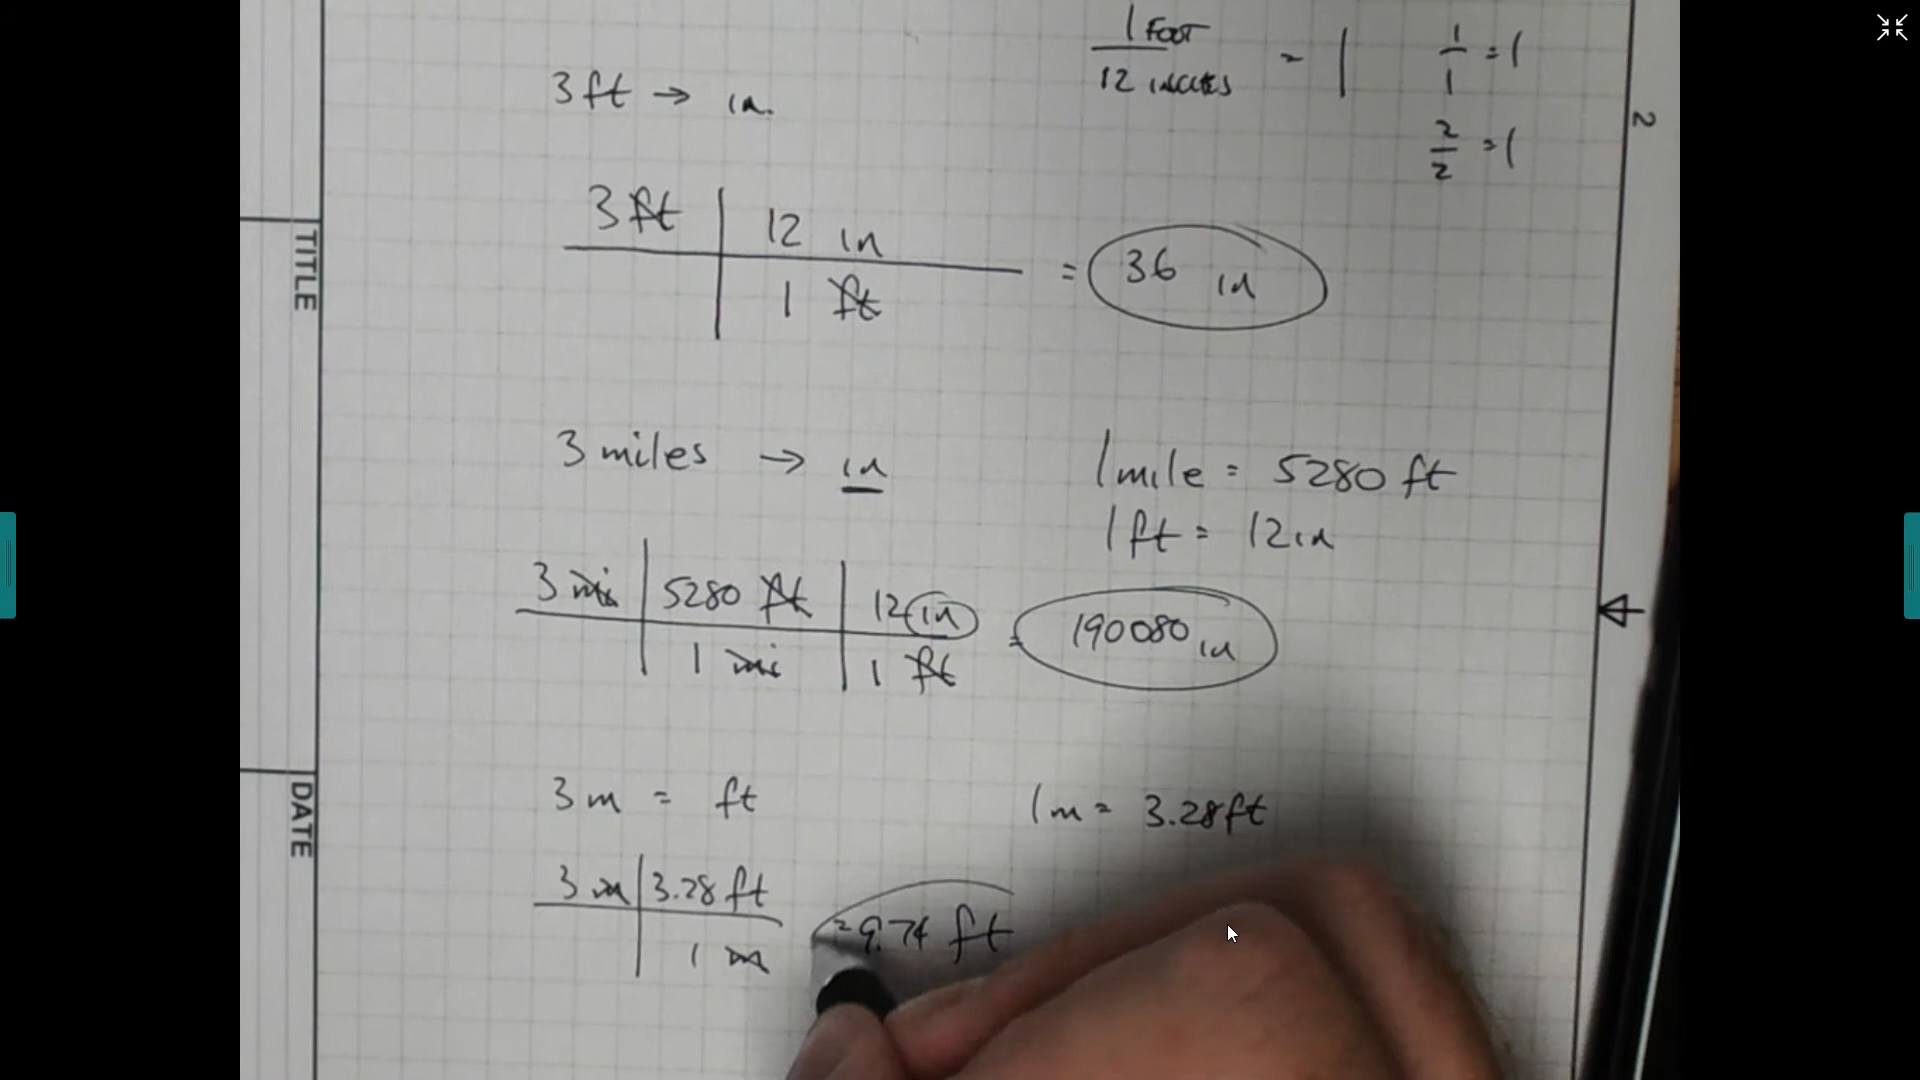 1 FOOT
12 INCHES
= 1
1/1 = 1
2/2 = 1
3 ft → in.
3 ft | 12 in
1 ft
= 36 in
3 miles → in
1 mile = 5280 ft
1 ft = 12 in
3 mi | 5280 ft | 12 in
1 mi | 1 ft
= 190080 in
3 m = ft
1 m = 3.28 ft
3 m | 3.28 ft
1 m
= 9.74 ft
TITLE
DATE
2